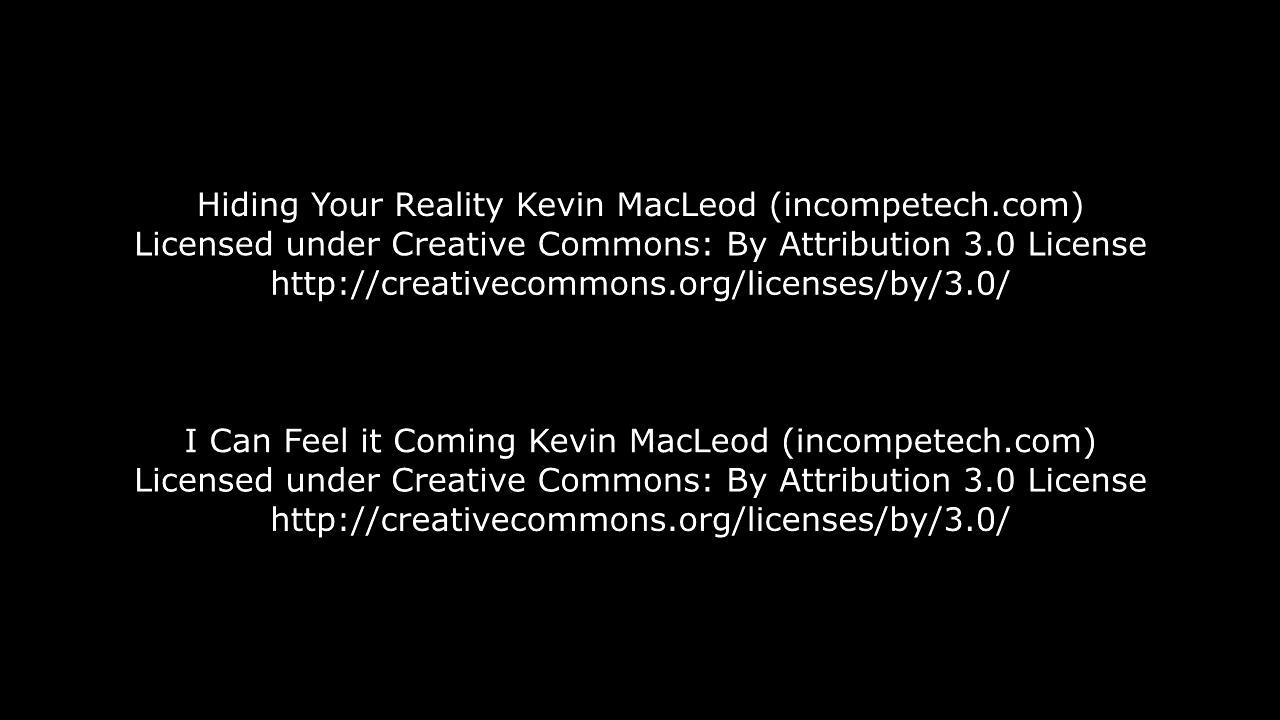 Hiding Your Reality Kevin MacLeod (incompetech.com)
Licensed under Creative Commons: By Attribution 3.0 License
http://creativecommons.org/licenses/by/3.0/
I Can Feel it Coming Kevin MacLeod (incompetech.com)
Licensed under Creative Commons: By Attribution 3.0 License
http://creativecommons.org/licenses/by/3.0/